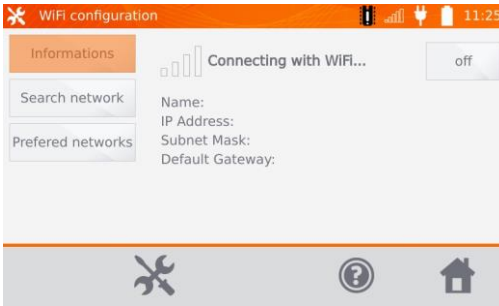 WiFi configuration 11:25
Informations
Connecting with WiFi...
off
Search network
Name:
IP Address:
Prefered networks
Subnet Mask:
Default Gateway: